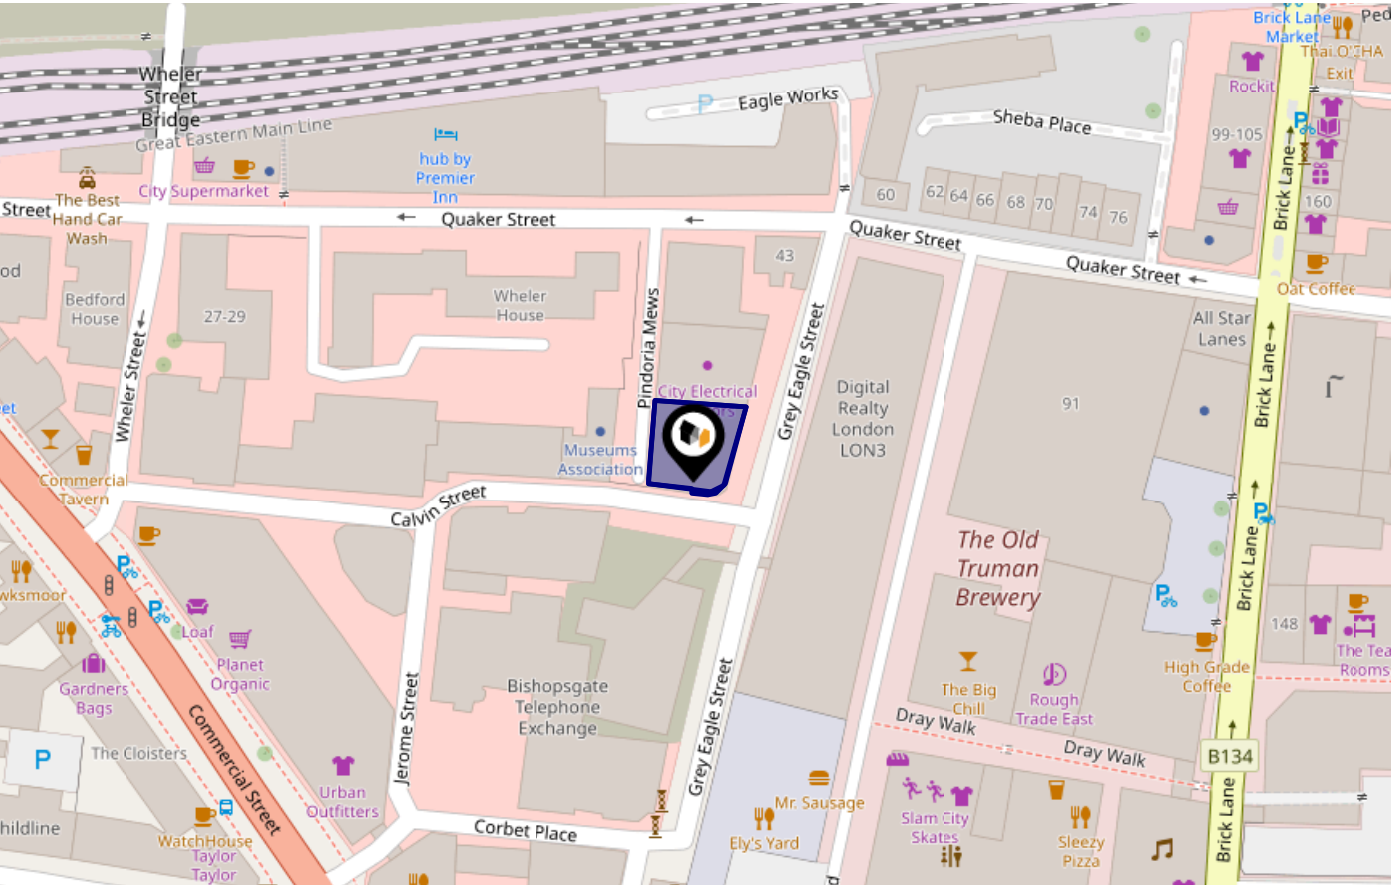 Brick Lane
Market
Ped
Thai O'CHA
Exit
Wheler
Street
Bridge
Great Eastern Main Line
Eagle Works
P
Sheba Place
Rockit
99-105
P
Brick Lane
160
hub by
Premier
Inn
City Supermarket
The Best
Hand Car
Wash
Street
Quaker Street
60
62
64
66
68
70
74
76
Quaker Street
Quaker Street
Oat Coffee
43
od
Bedford
House
27-29
Wheler
House
Pindoria Mews
Grey Eagle Street
All Star
Lanes
Brick Lane
Wheler Street
City Electrical
Digital
Realty
London
LON3
91
Museums
Association
eet
Commercial
Tavern
Calvin Street
P
P
P
The Old
Truman
Brewery
Brick Lane
P
wksmoor
Loaf
Planet
Organic
Gardners
Bags
148
The Tea
Rooms
High Grade
Coffee
Bishopsgate
Telephone
Exchange
Grey Eagle Street
Jerome Street
The Big
Chill
Rough
Trade East
Dray Walk
Dray Walk
B134
Commercial Street
The Cloisters
P
Urban
Outfitters
Mr. Sausage
Ely's Yard
Slam City
Skates
Sleezy
Pizza
Brick Lane
Corbet Place
hildline
WatchHouse
Taylor
Taylor
d